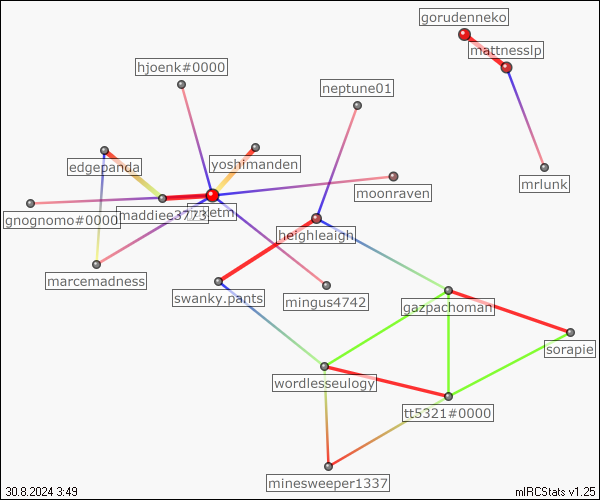 gorudenneko
mattnesslp
hjoenk#0000
neptune01
yoshimanden
edgepanda
moonraven
mrlunk
gnognomo#0000
maddiee3773
heighleaigh
marcemadness
swanky.pants
mingus4742
gazpachoman
sorapie
wordlesseulogy
tt5321#0000
minesweeper1337
30.8.2024 3:49
mIRCStats v1.25